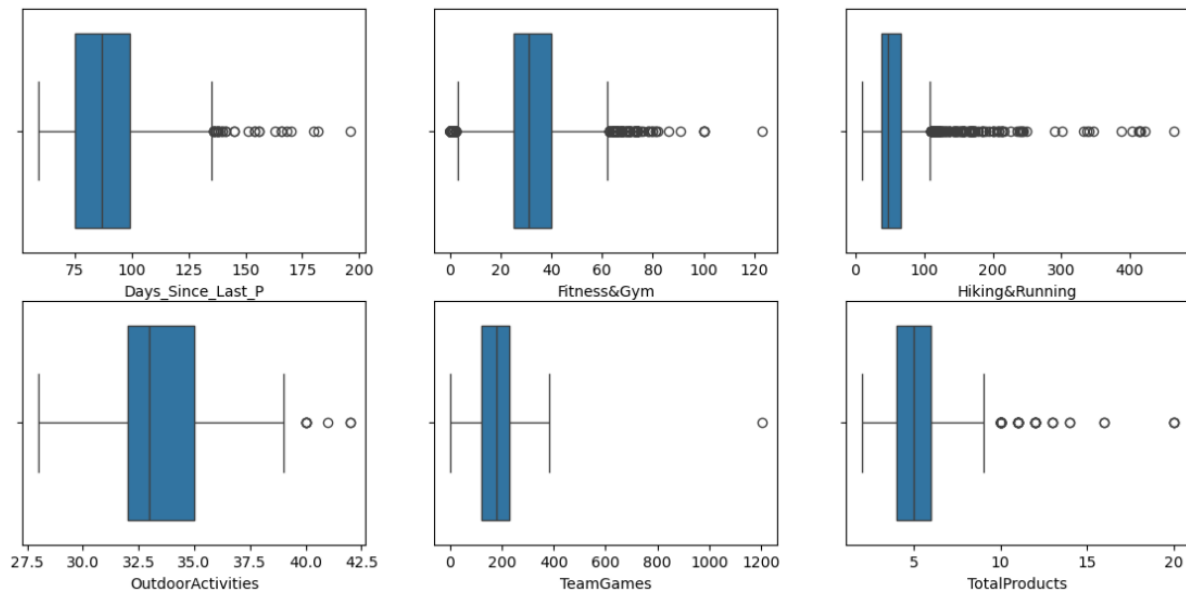 75 100 125 150 175 200
Days_Since_Last_P
0 20 40 60 80 100 120
Fitness&Gym
0 100 200 300 400
Hiking&Running
27.5 30.0 32.5 35.0 37.5 40.0 42.5
OutdoorActivities
0 200 400 600 800 1000 1200
TeamGames
5 10 15 20
TotalProducts